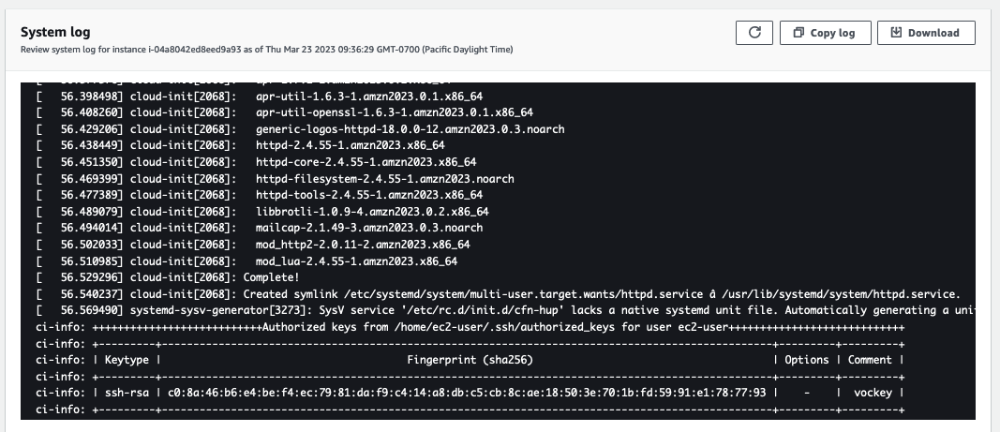 System log
Review system log for instance i-04a8042ed8eed9a93 as of Thu Mar 23 2023 09:36:29 GMT-0700 (Pacific Daylight Time)
Copy log
Download
[   56.398498] cloud-init[2068]:   apr-util-1.6.3-1.amzn2023.0.1.x86_64
[   56.408260] cloud-init[2068]:   apr-util-openssl-1.6.3-1.amzn2023.0.1.x86_64
[   56.429206] cloud-init[2068]:   generic-logos-httpd-18.0.0-12.amzn2023.0.3.noarch
[   56.438449] cloud-init[2068]:   httpd-2.4.55-1.amzn2023.x86_64
[   56.451350] cloud-init[2068]:   httpd-core-2.4.55-1.amzn2023.x86_64
[   56.469399] cloud-init[2068]:   httpd-filesystem-2.4.55-1.amzn2023.noarch
[   56.477389] cloud-init[2068]:   httpd-tools-2.4.55-1.amzn2023.x86_64
[   56.489079] cloud-init[2068]:   libbrotli-1.0.9-4.amzn2023.0.2.x86_64
[   56.494014] cloud-init[2068]:   mailcap-2.1.49-3.amzn2023.0.3.noarch
[   56.502033] cloud-init[2068]:   mod_http2-2.0.11-2.amzn2023.x86_64
[   56.510985] cloud-init[2068]:   mod_lua-2.4.55-1.amzn2023.x86_64
[   56.529296] cloud-init[2068]: Complete!
[   56.540237] cloud-init[2068]: Created symlink /etc/systemd/system/multi-user.target.wants/httpd.service â /usr/lib/systemd/system/httpd.service.
[   56.569490] systemd-sysv-generator[3273]: SysV service '/etc/rc.d/init.d/cfn-hup' lacks a native systemd unit file. Automatically generating a uni
ci-info: +++++++++++++++++++++++++++Authorized keys from /home/ec2-user/.ssh/authorized_keys for user ec2-user++++++++++++++++++++++++++++
ci-info: +---------+-------------------------------------------------------------------------------------------------+---------+---------+
ci-info: | Keytype |                                       Fingerprint (sha256)                                      | Options | Comment |
ci-info: +---------+-------------------------------------------------------------------------------------------------+---------+---------+
ci-info: | ssh-rsa | c0:8a:46:b6:e4:be:f4:ec:79:81:da:f9:c4:14:a8:db:c5:cb:8c:ae:18:50:3e:70:1b:fd:59:91:e1:78:77:93 |    -    |  vockey |
ci-info: +---------+-------------------------------------------------------------------------------------------------+---------+---------+